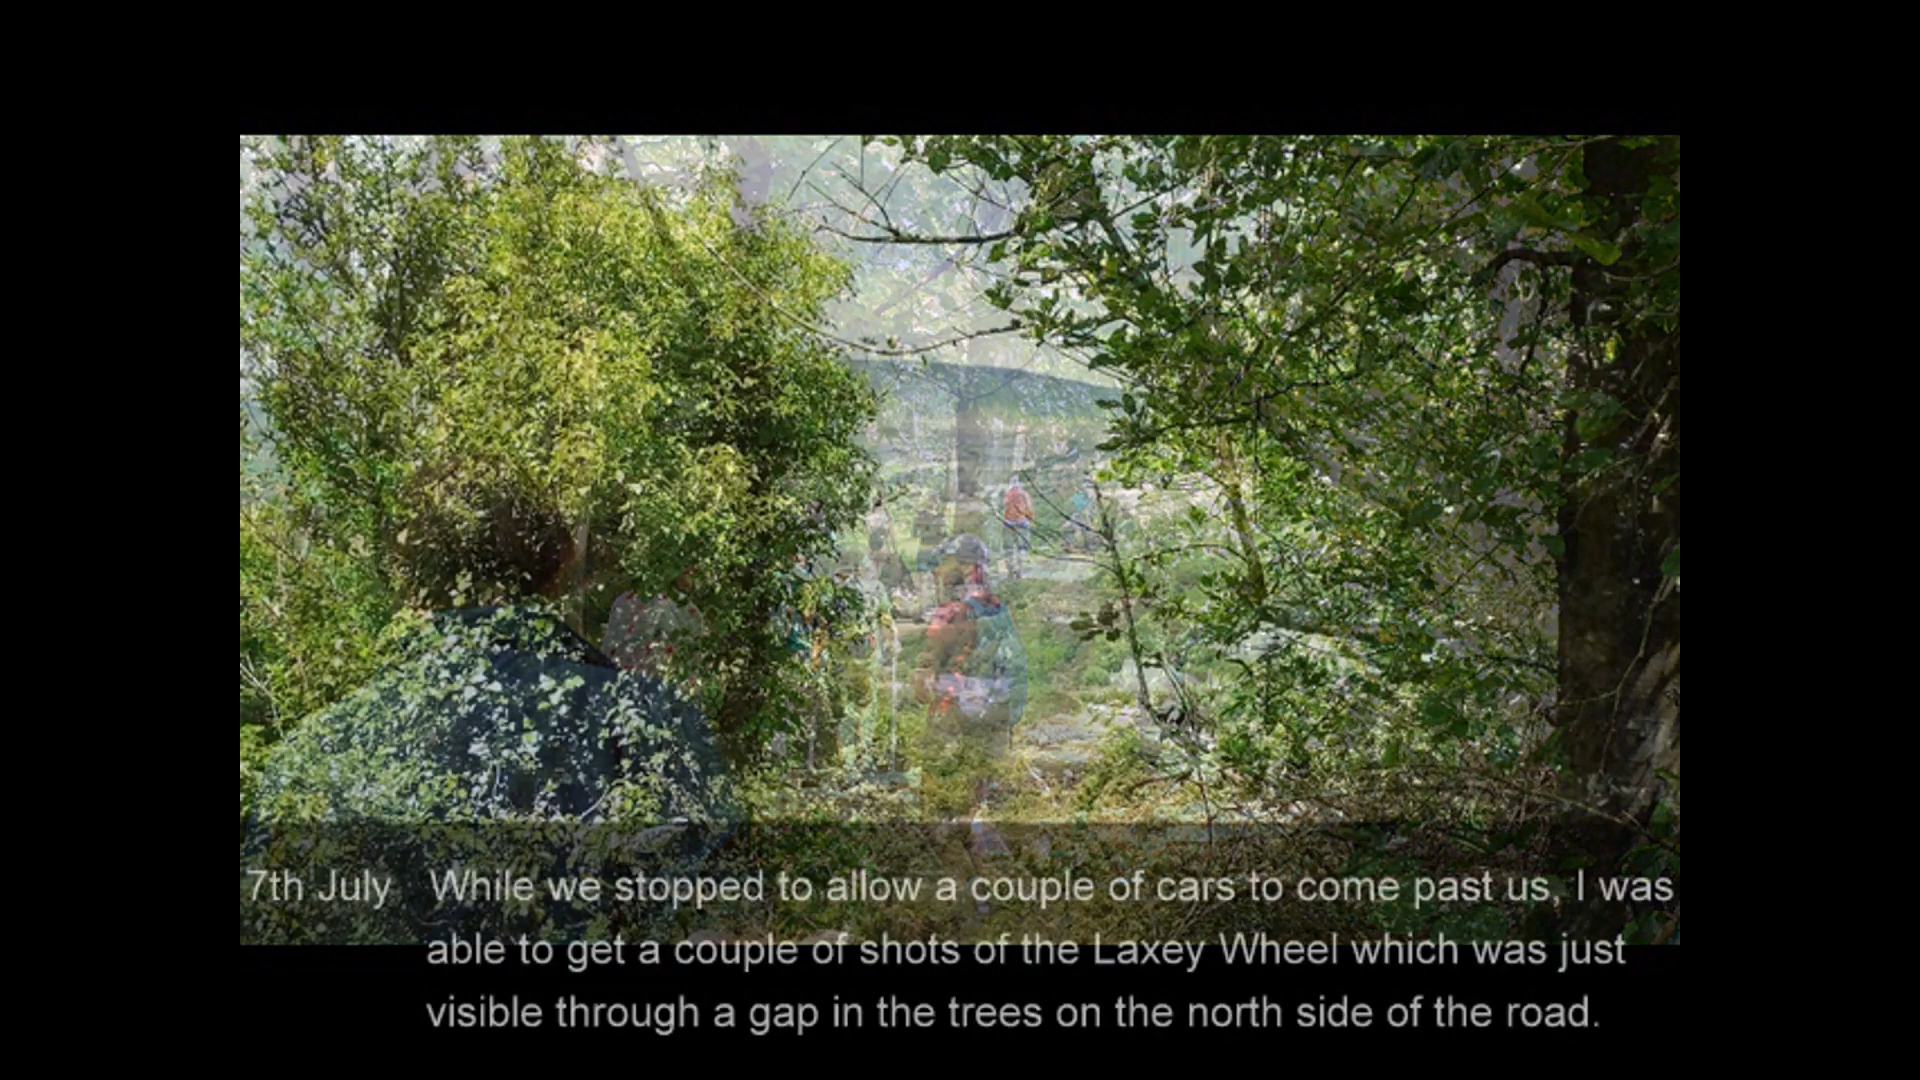 7th July While we stopped to allow a couple of cars to come past us, I was
able to get a couple of shots of the Laxey Wheel which was just
visible through a gap in the trees on the north side of the road.